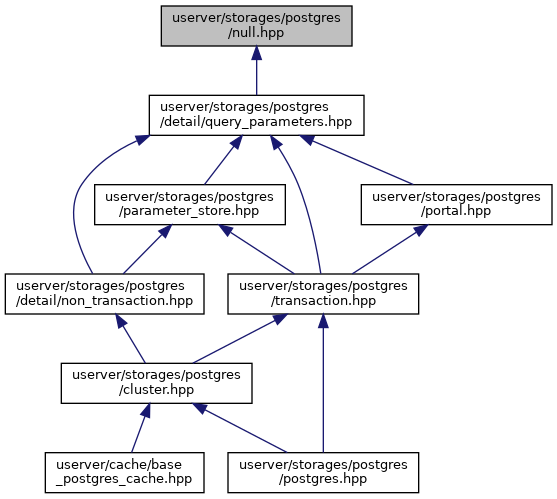 userver/storages/postgres
/null.hpp
userver/storages/postgres
/detail/query_parameters.hpp
userver/storages/postgres
/parameter_store.hpp
userver/storages/postgres
/portal.hpp
userver/storages/postgres
/detail/non_transaction.hpp
userver/storages/postgres
/transaction.hpp
userver/storages/postgres
/cluster.hpp
userver/cache/base
_postgres_cache.hpp
userver/storages/postgres
/postgres.hpp